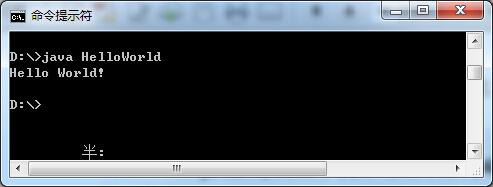 命令提示符
D:\>java HelloWorld
Hello World!
D:\>
半: